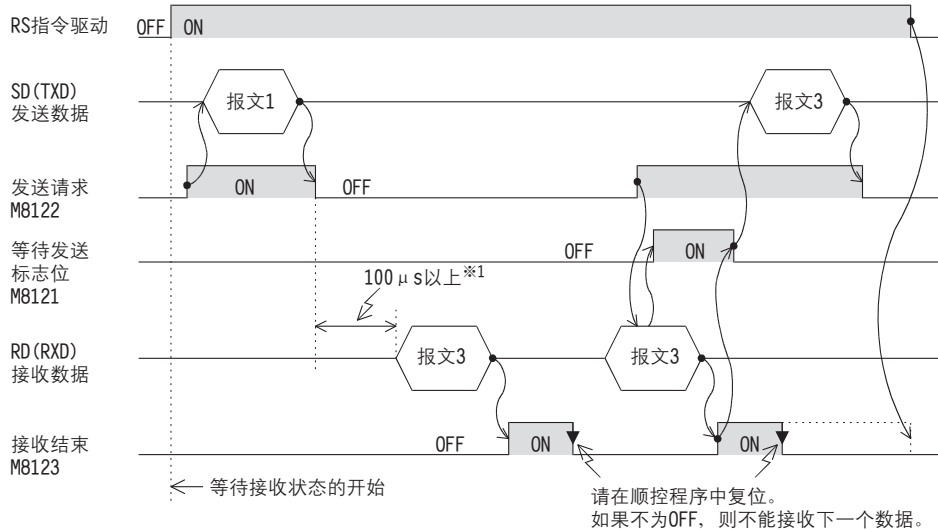 RS指令驱动
OFF
ON
SD(TXD)
发送数据
报文1
报文3
发送请求
M8122
ON
OFF
等待发送
标志位
M8121
OFF
ON
100μs以上※1
RD(RXD)
接收数据
报文3
报文3
接收结束
M8123
OFF
ON
ON
等待接收状态的开始
请在顺控程序中复位。
如果不为OFF，则不能接收下一个数据。